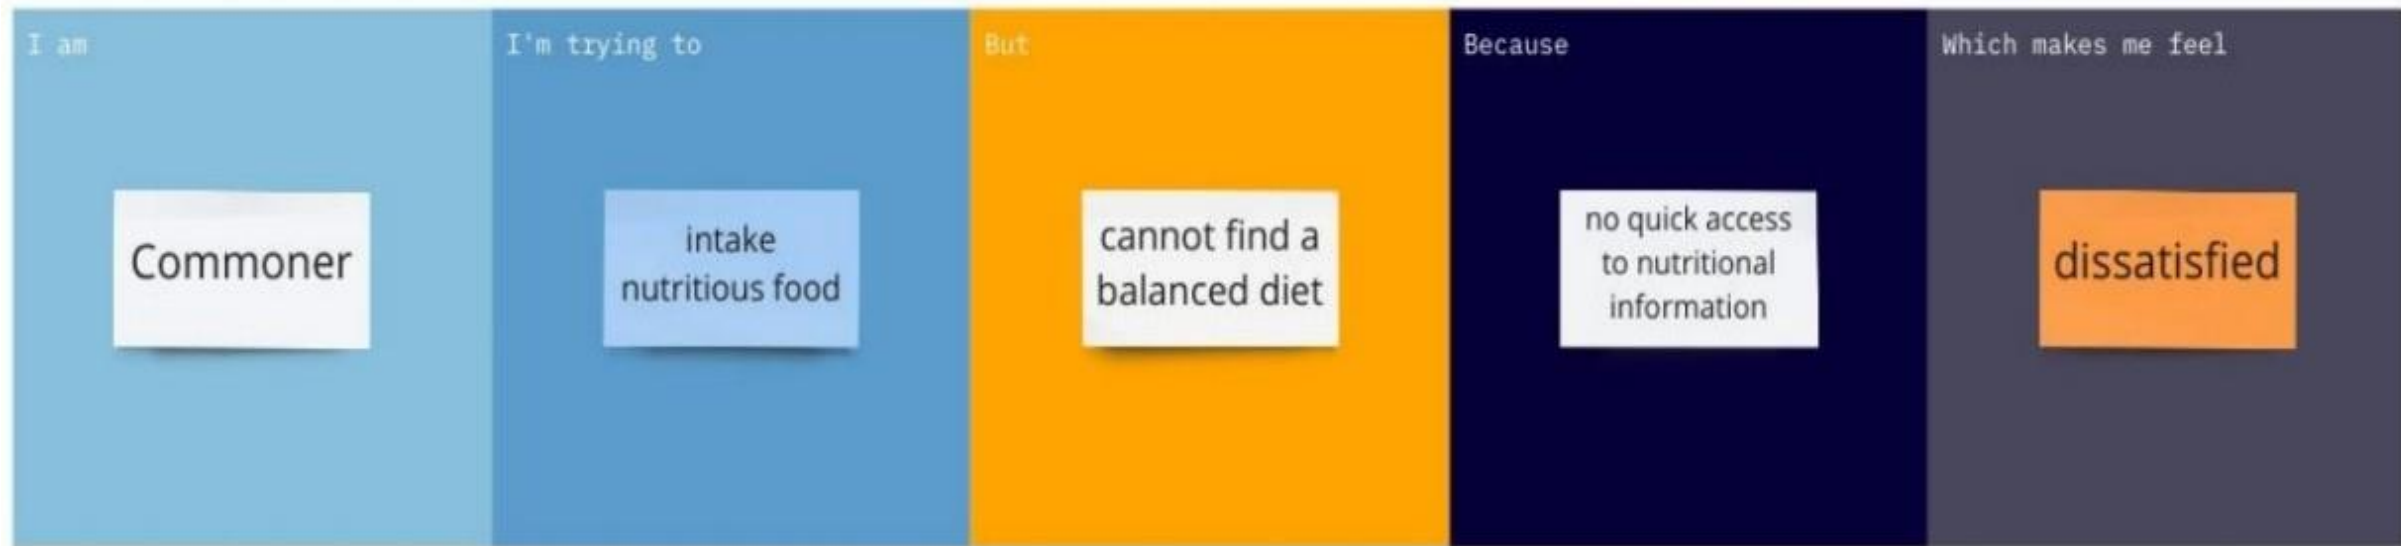 I am
Commoner
I'm trying to
intake
nutritious food
But
cannot find a
balanced diet
Because
no quick access
to nutritional
information
Which makes me feel
dissatisfied